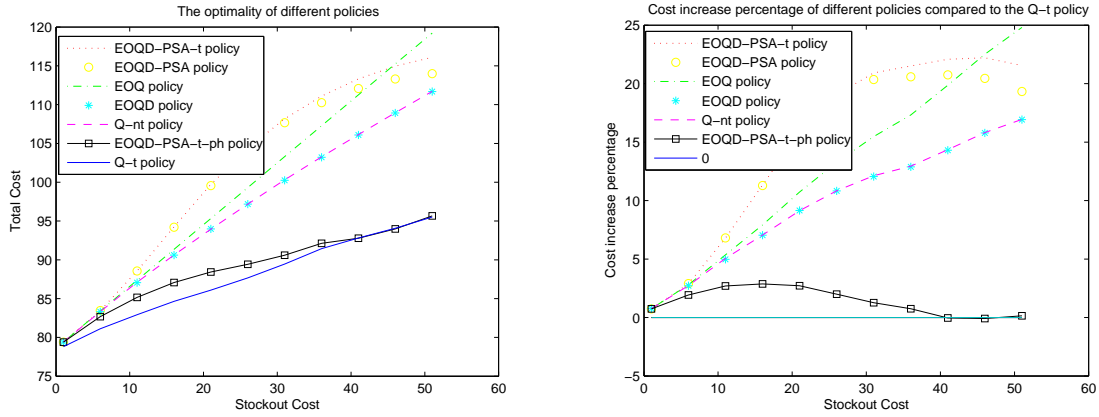 The optimality of different policies
120
115
110
105
100
95
90
85
80
75
0
10
20
30
40
50
60
Total Cost
Stockout Cost
EOQD−PSA−t policy
EOQD−PSA policy
EOQ policy
EOQD policy
Q−nt policy
EOQD−PSA−t−ph policy
Q−t policy
Cost increase percentage of different policies compared to the Q−t policy
25
20
15
10
5
0
−5
0
10
20
30
40
50
60
Cost increase percentage
Stockout Cost
EOQD−PSA−t policy
EOQD−PSA policy
EOQ policy
EOQD policy
Q−nt policy
EOQD−PSA−t−ph policy
0